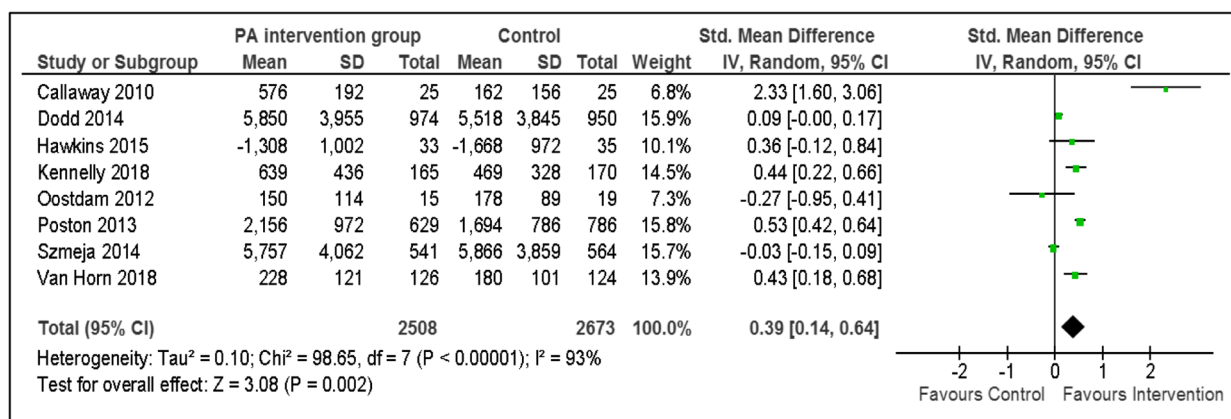 PA intervention group Control Std. Mean Difference Std. Mean Difference
Study or Subgroup Mean SD Total Mean SD Total Weight IV, Random, 95% CI IV, Random, 95% CI
Callaway 2010 576 192 25 162 156 25 6.8% 2.33 [1.60, 3.06]
Dodd 2014 5,850 3,955 974 5,518 3,845 950 15.9% 0.09 [-0.00, 0.17]
Hawkins 2015 -1,308 1,002 33 -1,668 972 35 10.1% 0.36 [-0.12, 0.84]
Kennelly 2018 639 436 165 469 328 170 14.5% 0.44 [0.22, 0.66]
Oostdam 2012 150 114 15 178 89 19 7.3% -0.27 [-0.95, 0.41]
Poston 2013 2,156 972 629 1,694 786 786 15.8% 0.53 [0.42, 0.64]
Szmeja 2014 5,757 4,062 541 5,866 3,859 564 15.7% -0.03 [-0.15, 0.09]
Van Horn 2018 228 121 126 180 101 124 13.9% 0.43 [0.18, 0.68]
Total (95% CI) 2508 2673 100.0% 0.39 [0.14, 0.64]
Heterogeneity: Tau² = 0.10; Chi² = 98.65, df = 7 (P < 0.00001); I² = 93%
Test for overall effect: Z = 3.08 (P = 0.002)
-2 -1 0 1 2
Favours Control Favours Intervention